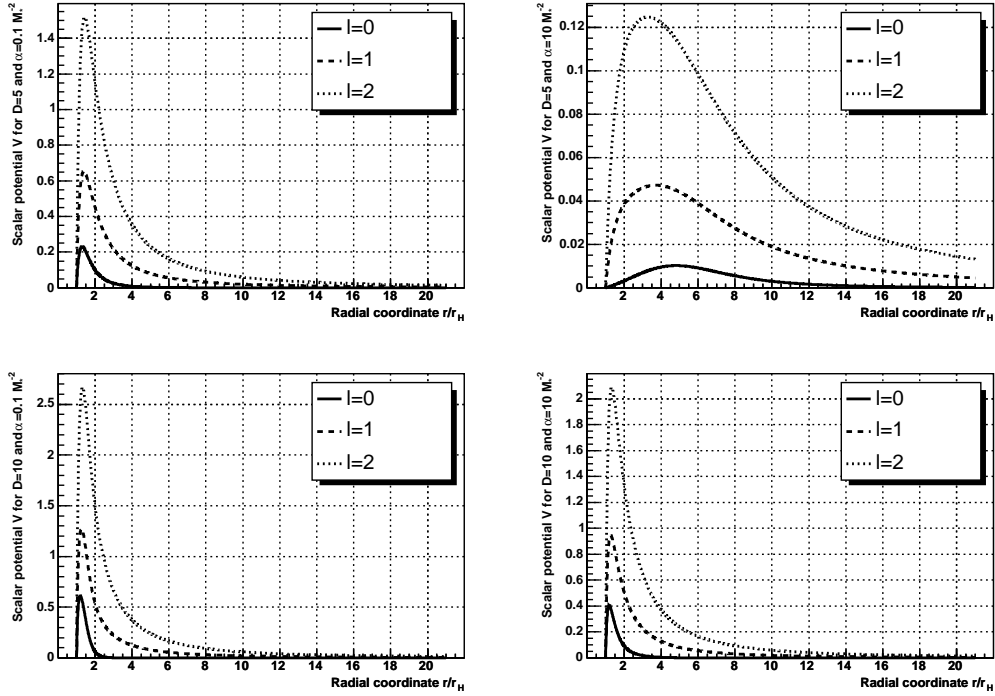 Scalar potential V for D=5 and α=0.1 M*^-2
1.4
1.2
1
0.8
0.6
0.4
0.2
0
2 4 6 8 10 12 14 16 18 20
Radial coordinate r/r_H
l=0
l=1
l=2
Scalar potential V for D=5 and α=10 M*^-2
0.12
0.1
0.08
0.06
0.04
0.02
0
2 4 6 8 10 12 14 16 18 20
Radial coordinate r/r_H
l=0
l=1
l=2
Scalar potential V for D=10 and α=0.1 M*^-2
2.5
2
1.5
1
0.5
0
2 4 6 8 10 12 14 16 18 20
Radial coordinate r/r_H
l=0
l=1
l=2
Scalar potential V for D=10 and α=10 M*^-2
2
1.8
1.6
1.4
1.2
1
0.8
0.6
0.4
0.2
0
2 4 6 8 10 12 14 16 18 20
Radial coordinate r/r_H
l=0
l=1
l=2